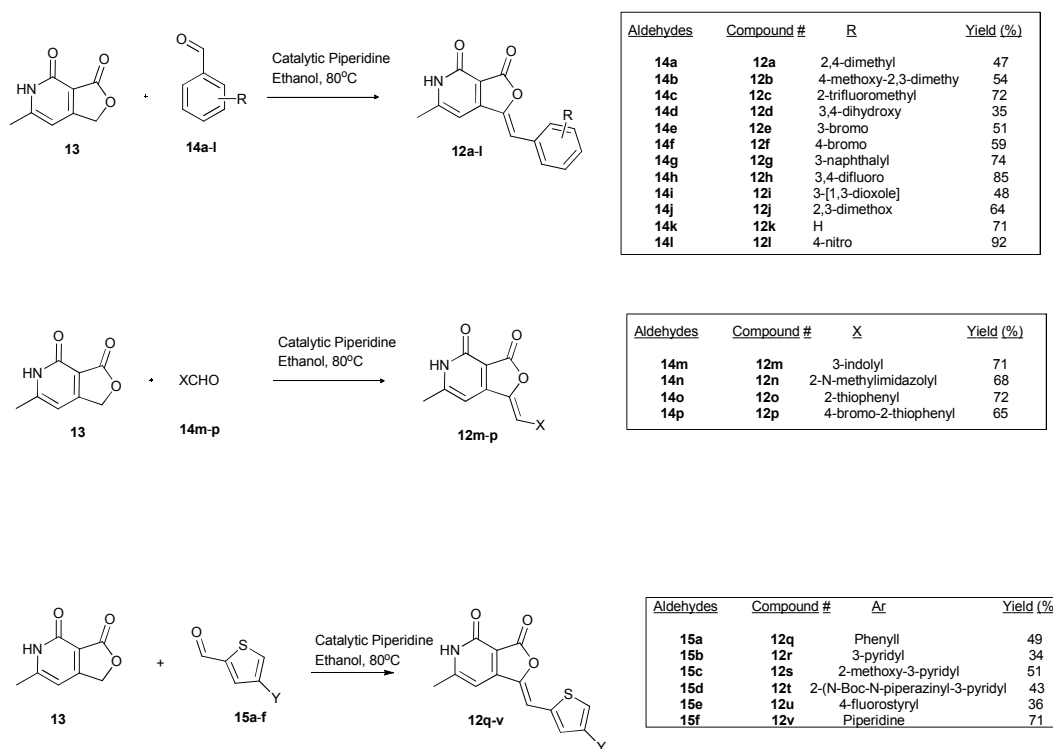 O
O
O
HN
O
13
+
O
R
14a-l
Catalytic Piperidine
Ethanol, 80°C
O
O
HN
O
R
12a-l
Aldehydes Compound # R Yield (%)
14a 12a 2,4-dimethyl 47
14b 12b 4-methoxy-2,3-dimethy 54
14c 12c 2-trifluoromethyl 72
14d 12d 3,4-dihydroxy 35
14e 12e 3-bromo 51
14f 12f 4-bromo 59
14g 12g 3-naphthalyl 74
14h 12h 3,4-difluoro 85
14i 12i 3-[1,3-dioxole] 48
14j 12j 2,3-dimethox 64
14k 12k H 71
14l 12l 4-nitro 92
O
O
HN
O
13
XCHO
14m-p
Catalytic Piperidine
Ethanol, 80°C
O
O
HN
O
X
12m-p
Aldehydes Compound # X Yield (%)
14m 12m 3-indolyl 71
14n 12n 2-N-methylimidazolyl 68
14o 12o 2-thiophenyl 72
14p 12p 4-bromo-2-thiophenyl 65
O
O
HN
O
13
+
O
S
Y
15a-f
Catalytic Piperidine
Ethanol, 80°C
O
O
HN
O
S
Y
12q-v
Aldehydes Compound # Ar Yield (%
15a 12q Phenyll 49
15b 12r 3-pyridyl 34
15c 12s 2-methoxy-3-pyridyl 51
15d 12t 2-(N-Boc-N-piperazinyl-3-pyridyl 43
15e 12u 4-fluorostyryl 36
15f 12v Piperidine 71